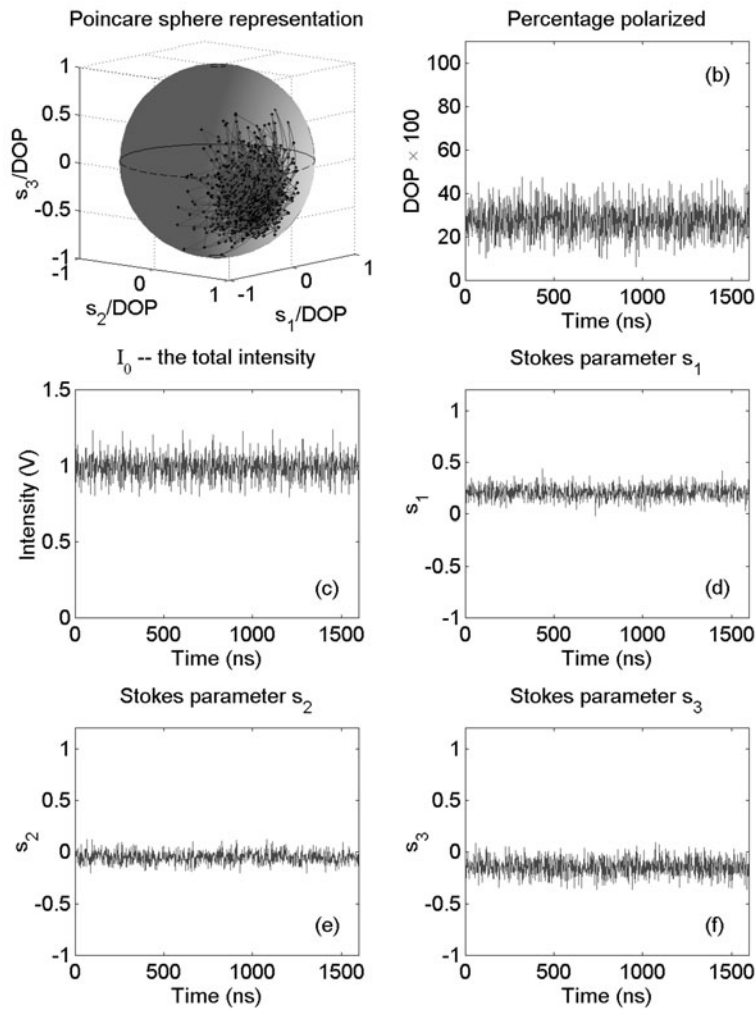 Poincare sphere representation
1
0.5
0
-0.5
-1
-1
0
1
-1
0
1
s3/DOP
s2/DOP
s1/DOP
Percentage polarized
(b)
100
80
60
40
20
0
DOP × 100
0
500
1000
1500
Time (ns)
I0 -- the total intensity
1.5
1
0.5
0
Intensity (V)
(c)
0
500
1000
1500
Time (ns)
Stokes parameter s1
1
0.5
0
-0.5
-1
s1
(d)
0
500
1000
1500
Time (ns)
Stokes parameter s2
1
0.5
0
-0.5
-1
s2
(e)
0
500
1000
1500
Time (ns)
Stokes parameter s3
1
0.5
0
-0.5
-1
s3
(f)
0
500
1000
1500
Time (ns)